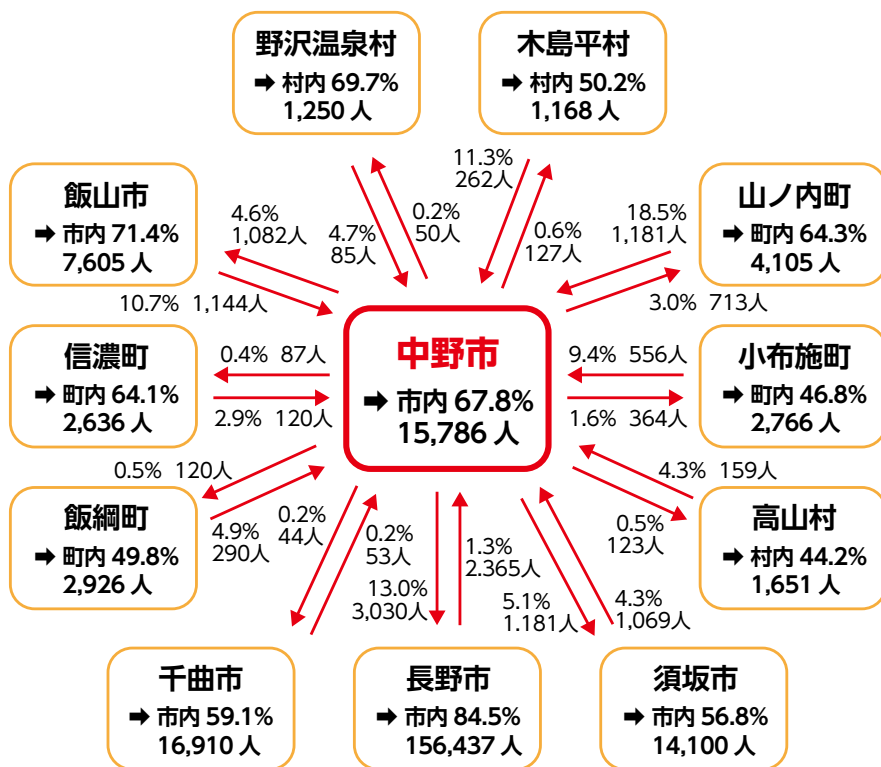 野沢温泉村
➡ 村内 69.7%
1,250 人
木島平村
➡ 村内 50.2%
1,168 人
飯山市
➡ 市内 71.4%
7,605 人
4.6%
1,082人
10.7% 1,144人
4.7%
85人
0.2%
50人
11.3%
262人
0.6%
127人
18.5%
1,181人
3.0% 713人
山ノ内町
➡ 町内 64.3%
4,105 人
信濃町
➡ 町内 64.1%
2,636 人
0.4% 87人
2.9% 120人
中野市
➡ 市内 67.8%
15,786 人
9.4% 556人
1.6% 364人
小布施町
➡ 町内 46.8%
2,766 人
飯綱町
➡ 町内 49.8%
2,926 人
0.5% 120人
4.9%
290人
0.2%
44人
0.2%
53人
13.0%
3,030人
1.3%
2.365人
5.1%
1.181人
4.3%
1,069人
4.3% 159人
0.5%
123人
高山村
➡ 村内 44.2%
1,651 人
千曲市
➡ 市内 59.1%
16,910 人
長野市
➡ 市内 84.5%
156,437 人
須坂市
➡ 市内 56.8%
14,100 人